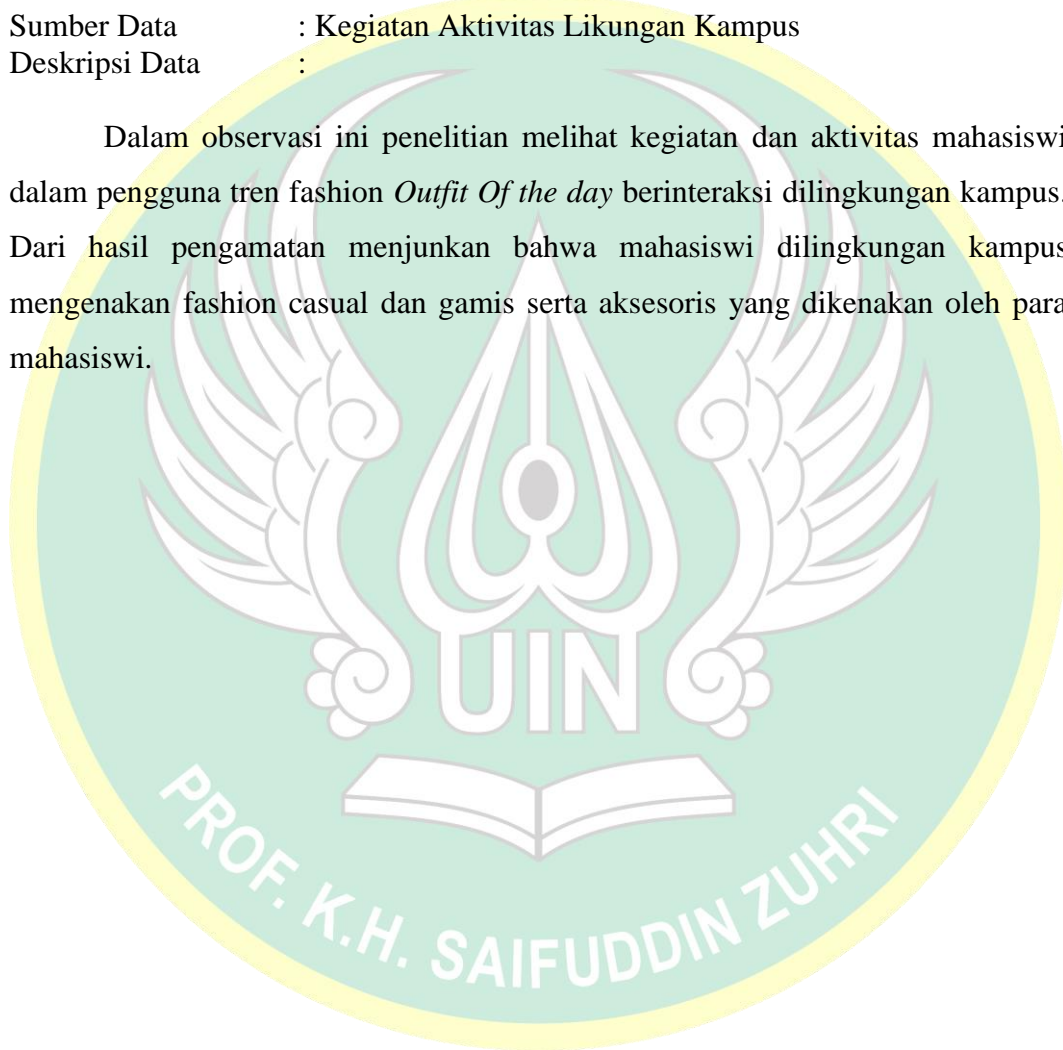 Sumber Data : Kegiatan Aktivitas Likungan Kampus
Deskripsi Data :
Dalam observasi ini penelitian melihat kegiatan dan aktivitas mahasiswi
dalam pengguna tren fashion Outfit Of the day berinteraksi dilingkungan kampus.
Dari hasil pengamatan menjunkan bahwa mahasiswi dilingkungan kampus
mengenakan fashion casual dan gamis serta aksesoris yang dikenakan oleh para
mahasiswi.
UIN
PROF. K.H. SAIFUDDIN ZUHRI